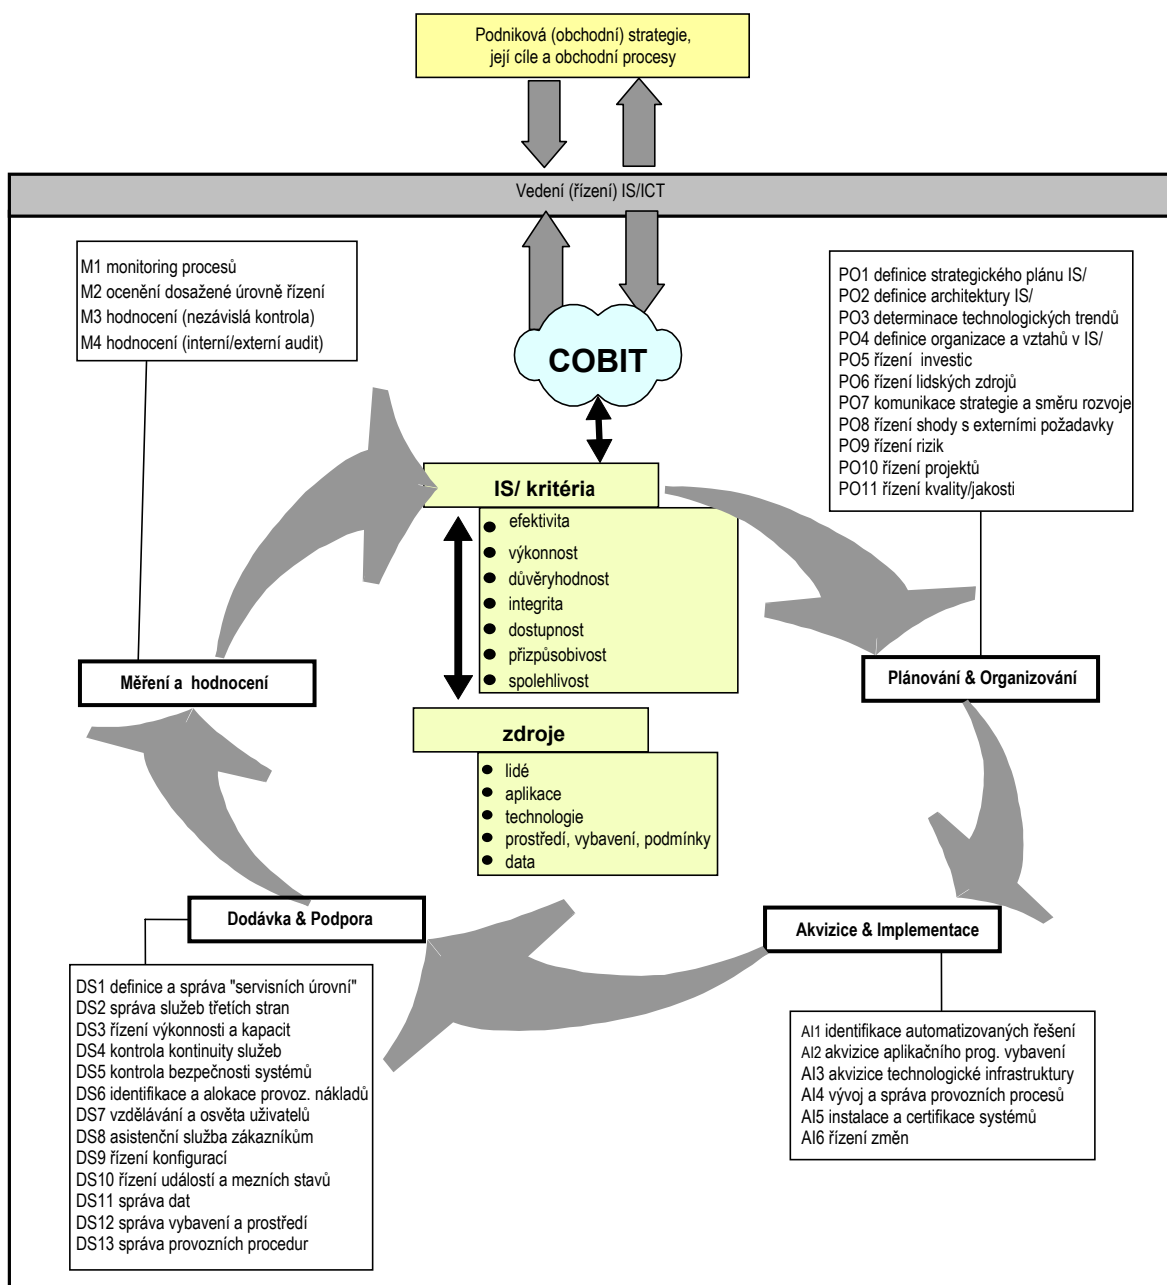 Podniková (obchodní) strategie,
její cíle a obchodní procesy
Vedení (řízení) IS/ICT
M1 monitoring procesů
M2 ocenění dosažené úrovně řízení
M3 hodnocení (nezávislá kontrola)
M4 hodnocení (interní/externí audit)
PO1 definice strategického plánu IS/
PO2 definice architektury IS/
PO3 determinace technologických trendů
PO4 definice organizace a vztahů v IS/
PO5 řízení investic
PO6 řízení lidských zdrojů
PO7 komunikace strategie a směru rozvoje
PO8 řízení shody s externími požadavky
PO9 řízení rizik
PO10 řízení projektů
PO11 řízení kvality/jakosti
COBIT
IS/ kritéria
efektivita
výkonnost
důvěryhodnost
integrita
dostupnost
přizpůsobivost
spolehlivost
Měření a hodnocení
Plánování & Organizování
zdroje
lidé
aplikace
technologie
prostředí, vybavení, podmínky
data
Dodávka & Podpora
Akvizice & Implementace
DS1 definice a správa "servisních úrovní"
DS2 správa služeb třetích stran
DS3 řízení výkonnosti a kapacit
DS4 kontrola kontinuity služeb
DS5 kontrola bezpečnosti systémů
DS6 identifikace a alokace provoz. nákladů
DS7 vzdělávání a osvěta uživatelů
DS8 asistenční služba zákazníkům
DS9 řízení konfigurací
DS10 řízení událostí a mezních stavů
DS11 správa dat
DS12 správa vybavení a prostředí
DS13 správa provozních procedur
AI1 identifikace automatizovaných řešení
AI2 akvizice aplikačního prog. vybavení
AI3 akvizice technologické infrastruktury
AI4 vývoj a správa provozních procesů
AI5 instalace a certifikace systémů
AI6 řízení změn